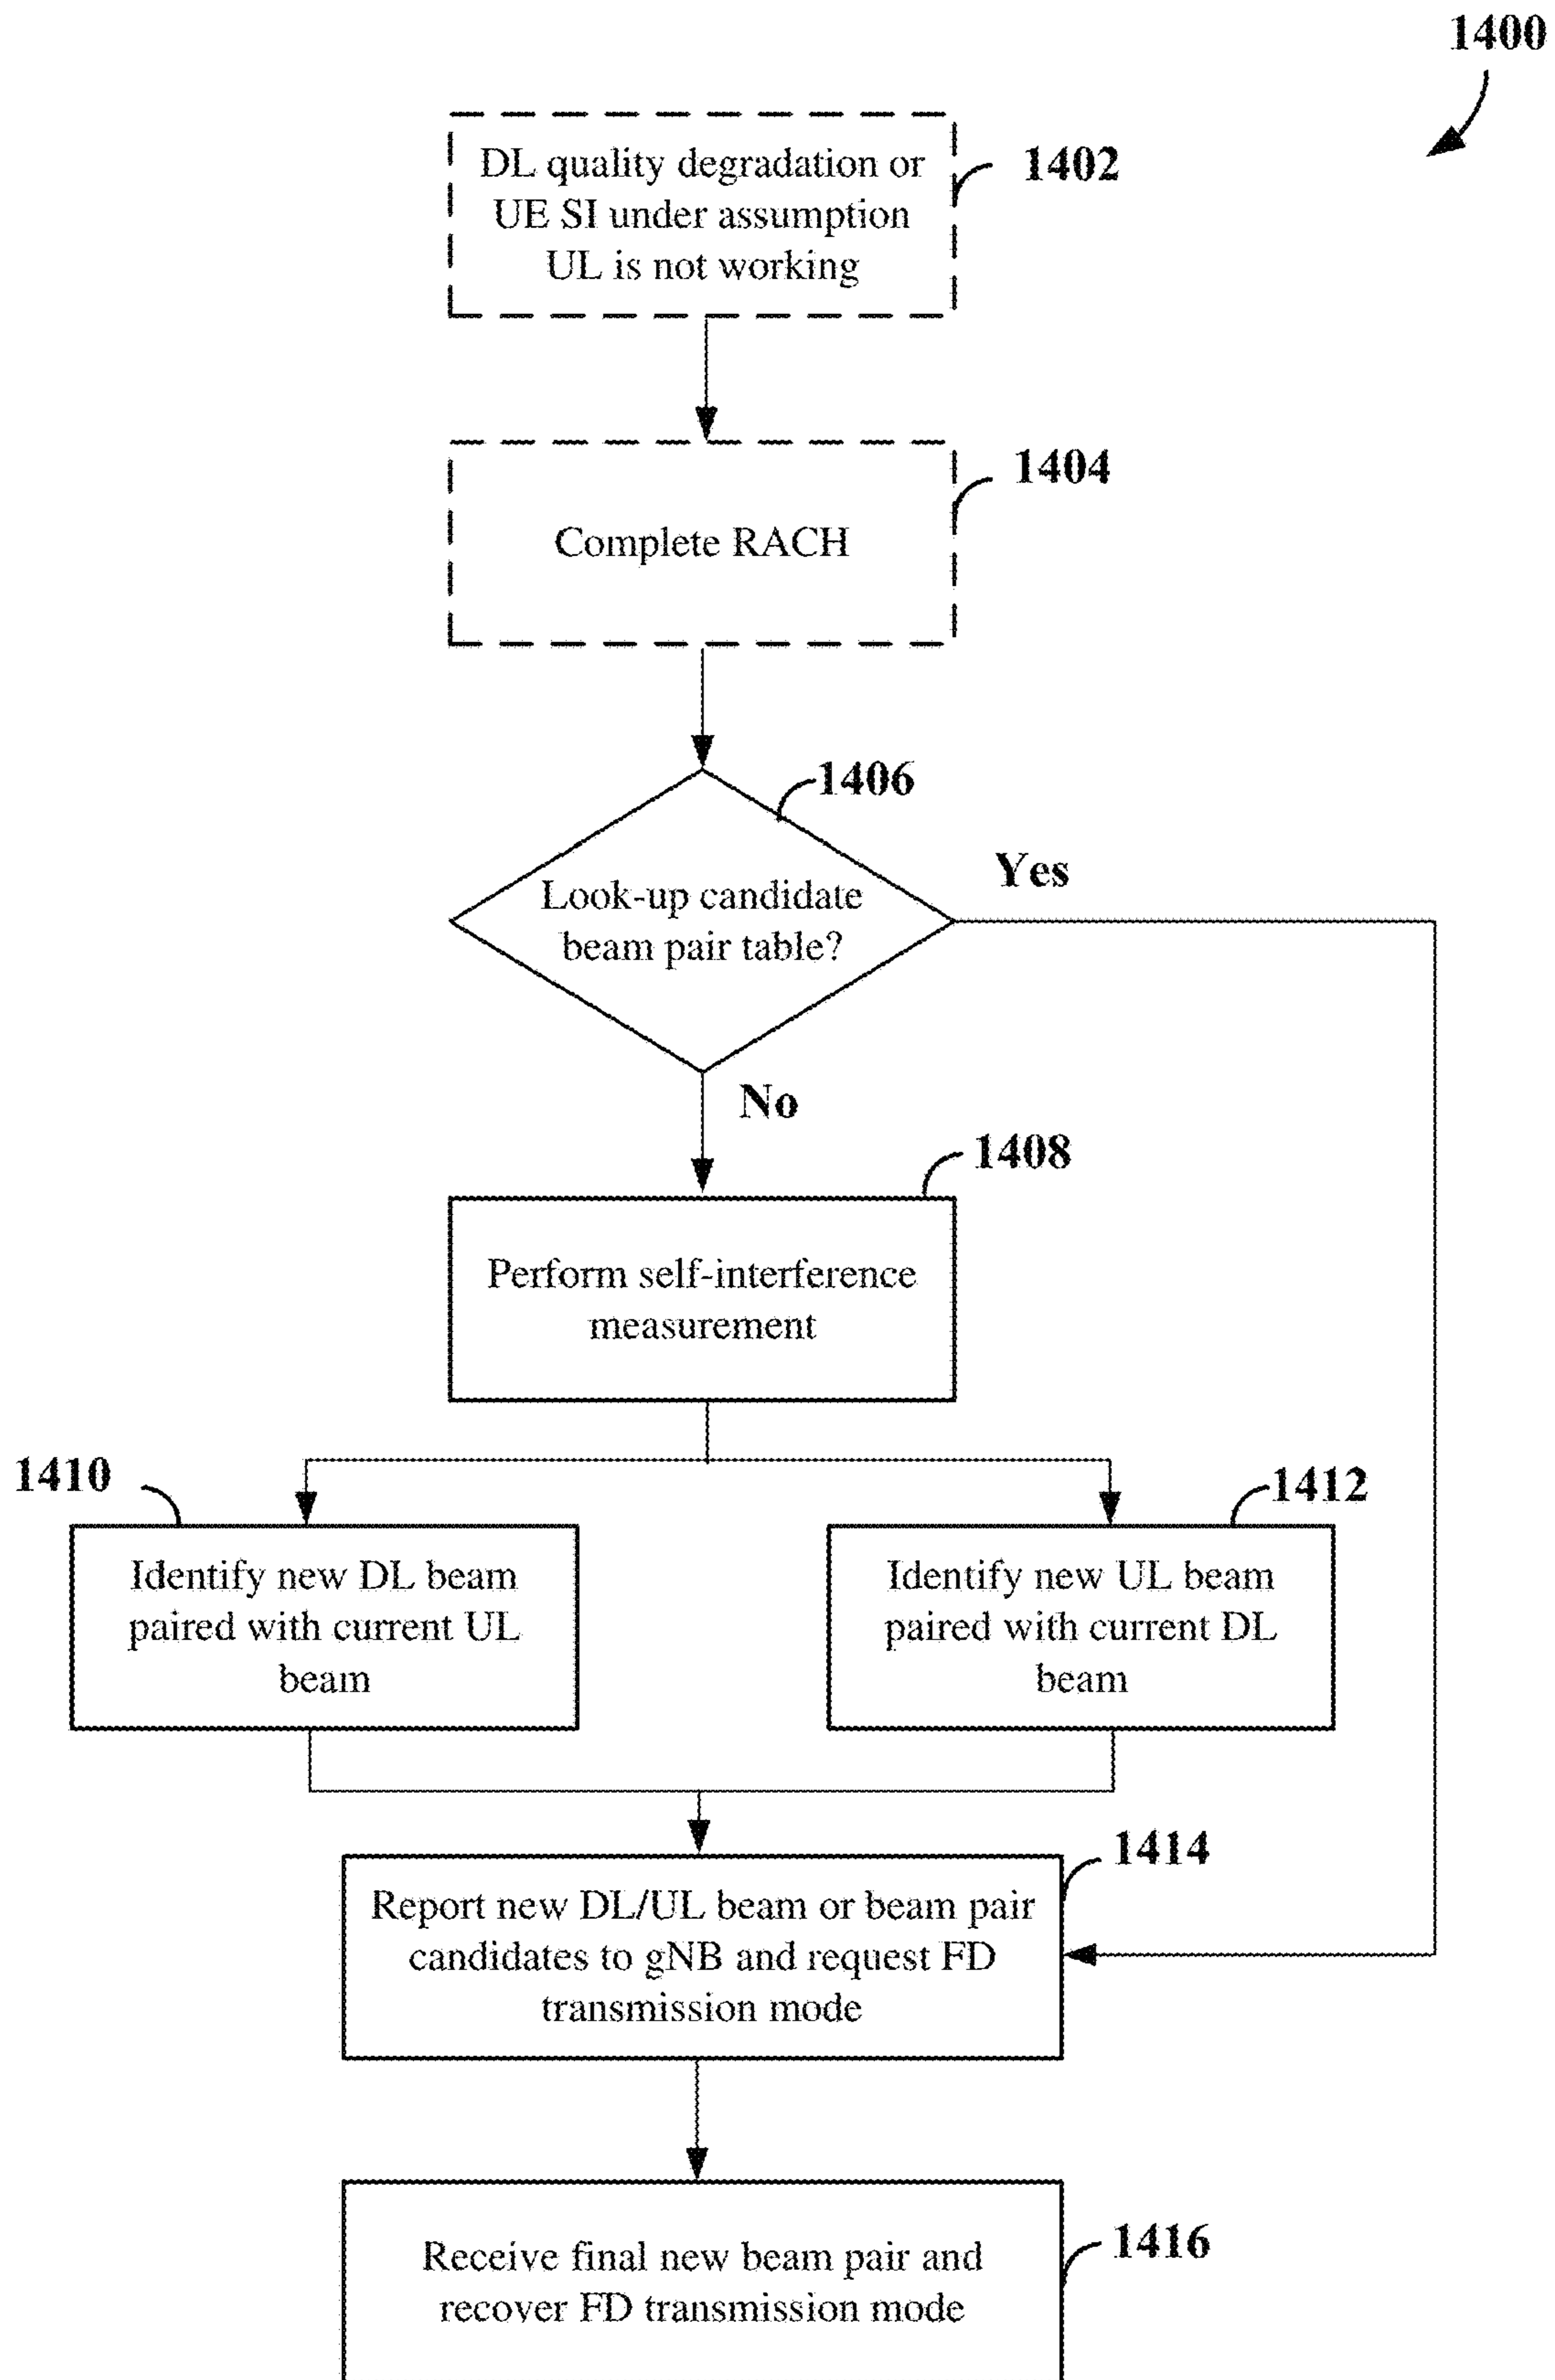 1400
DL quality degradation or
UE SI under assumption
UL is not working
1402
Complete RACH
1404
1406
Look-up candidate
beam pair table?
Yes
No
1408
Perform self-interference
measurement
1410
Identify new DL beam
paired with current UL
beam
1412
Identify new UL beam
paired with current DL
beam
1414
Report new DL/UL beam or beam pair
candidates to gNB and request FD
transmission mode
1416
Receive final new beam pair and
recover FD transmission mode